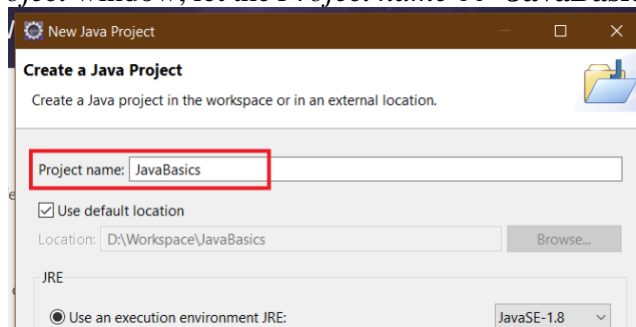 New Java Project
Create a Java Project
Create a Java project in the workspace or in an external location.
Project name: JavaBasics
Use default location
Location: D:\Workspace\JavaBasics Browse...
JRE
Use an execution environment JRE: JavaSE-1.8